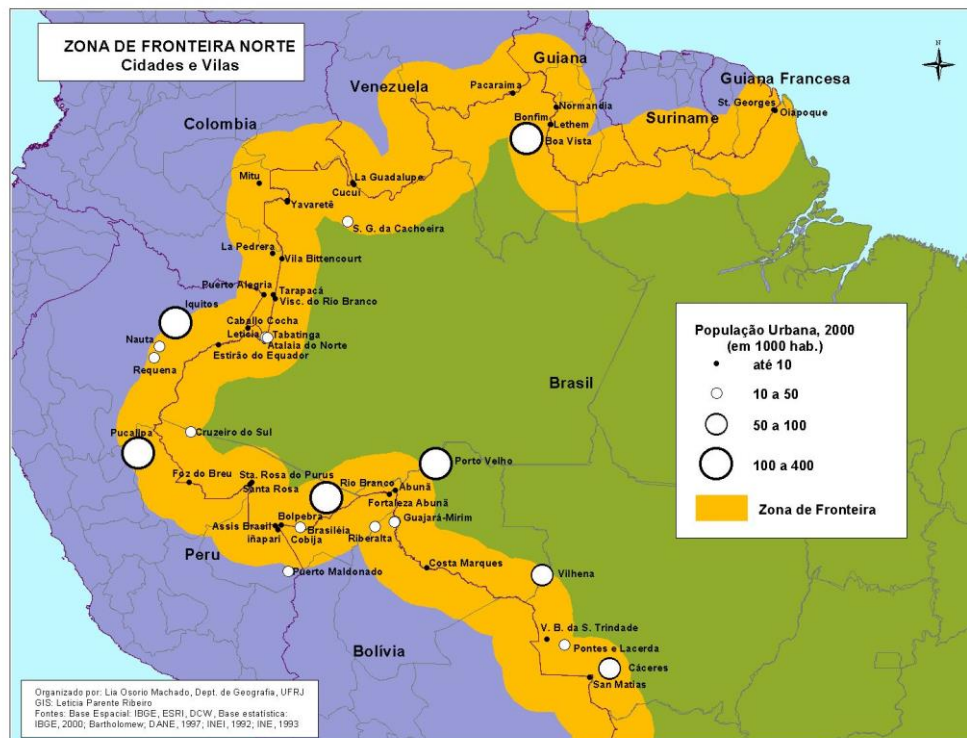 ZONA DE FRONTEIRA NORTE
Cidades e Vilas
N
Guiana
Venezuela
Pacaraima
Guiana Francesa
Normandia
St. Georges
Oiapoque
Bonfim
Lethem
Suriname
Colombia
Boa Vista
Mitu
La Guadalupe
Cucuí
Yavaretê
S. G. da Cachoeira
La Pedrera
Vila Bittencourt
Puerto Alegria
Tarapacá
Visc. do Rio Branco
Iquitos
Caballo Cocha
Leticia
Tabatinga
Atalaia do Norte
Nauta
Estirão do Equador
Requena
Brasil
População Urbana, 2000
(em 1000 hab.)
até 10
10 a 50
50 a 100
100 a 400
Zona de Fronteira
Pucallpa
Cruzeiro do Sul
Porto Velho
Foz do Breu
Sta. Rosa do Purus
Santa Rosa
Rio Branco
Abunã
Fortaleza Abunã
Bolpebra
Guajará-Mirim
Assis Brasil
Brasiléia
iñapari
Cobija
Riberalta
Peru
Puerto Maldonado
Costa Marques
Vilhena
V. B. da S. Trindade
Pontes e Lacerda
Bolívia
Cáceres
San Matias
Organizado por: Lia Osorio Machado, Dept. de Geografia, UFRJ
GIS: Leticia Parente Ribeiro
Fontes: Base Espacial: IBGE, ESRI, DCW, Base estatística:
IBGE, 2000; Bartholomew; DANE, 1997; INEI, 1992; INE, 1993